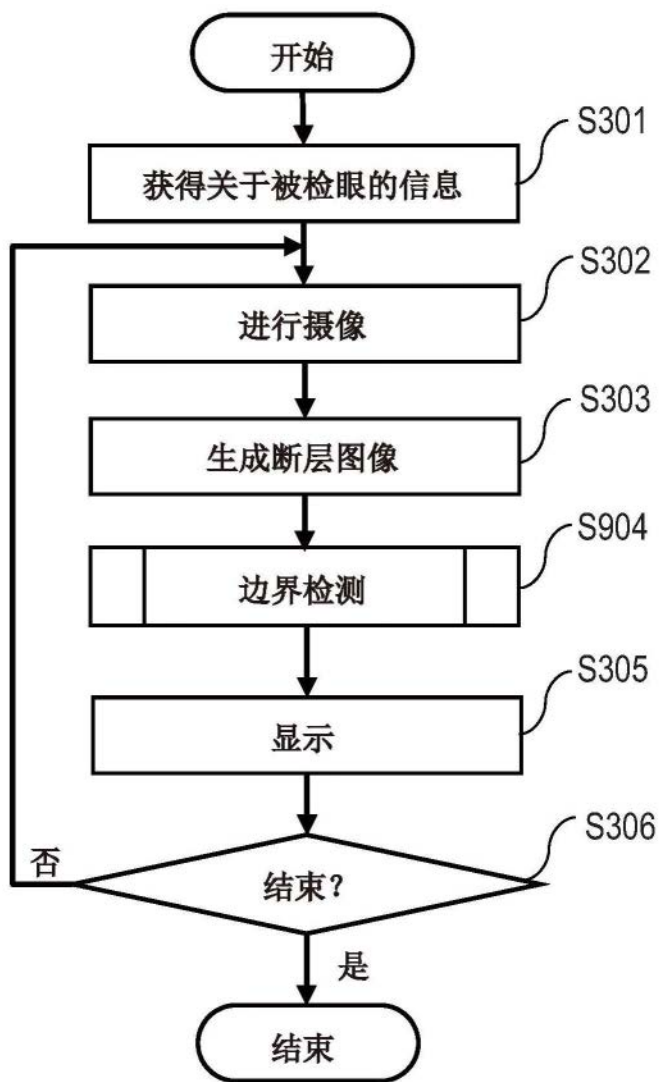 开始
S301
获得关于被检眼的信息
S302
进行摄像
S303
生成断层图像
S904
边界检测
S305
显示
S306
否
结束？
是
结束